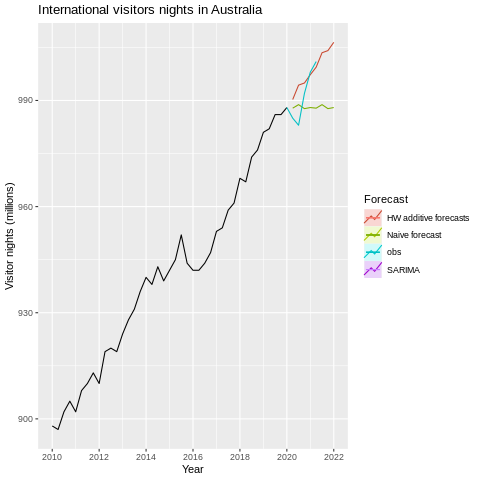 International visitors nights in Australia
Visitor nights (millions)
990
960
930
900
2010 2012 2014 2016 2018 2020 2022
Year
Forecast
HW additive forecasts
Naive forecast
obs
SARIMA